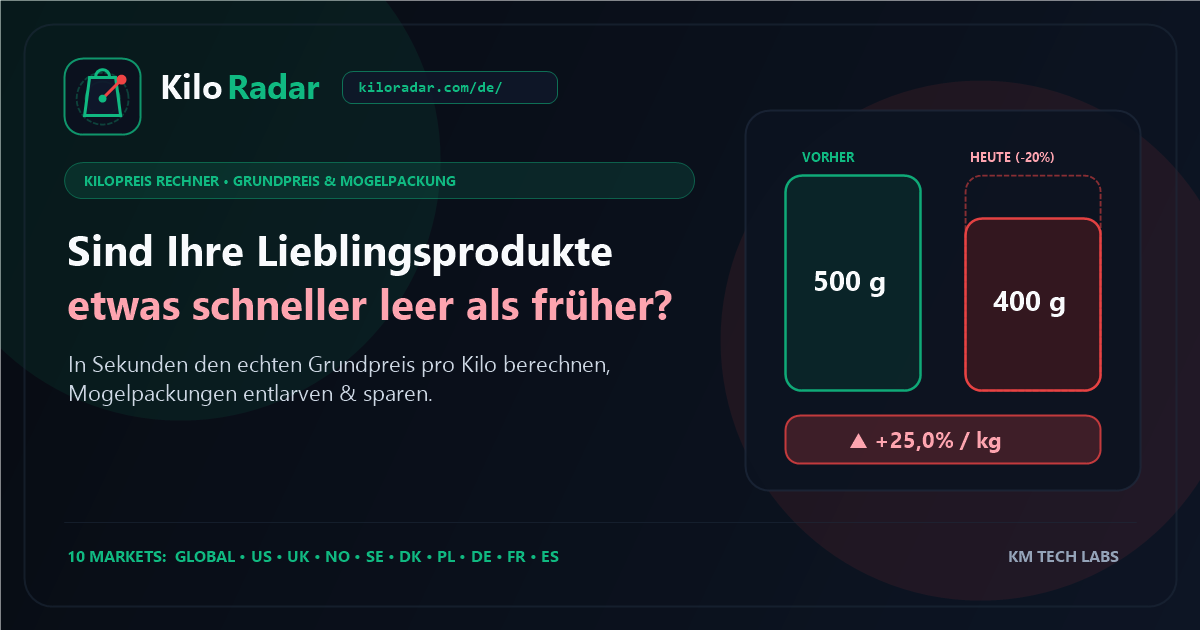 Kilo Radar
kiloradar.com/de/
KILOPREIS RECHNER • GRUNDPREIS & MOGELPACKUNG
Sind Ihre Lieblingsprodukte
etwas schneller leer als früher?
In Sekunden den echten Grundpreis pro Kilo berechnen,
Mogelpackungen entlarven & sparen.
VORHER
HEUTE (-20%)
500 g
400 g
▲ +25,0% / kg
10 MARKETS: GLOBAL • US • UK • NO • SE • DK • PL • DE • FR • ES
KM TECH LABS